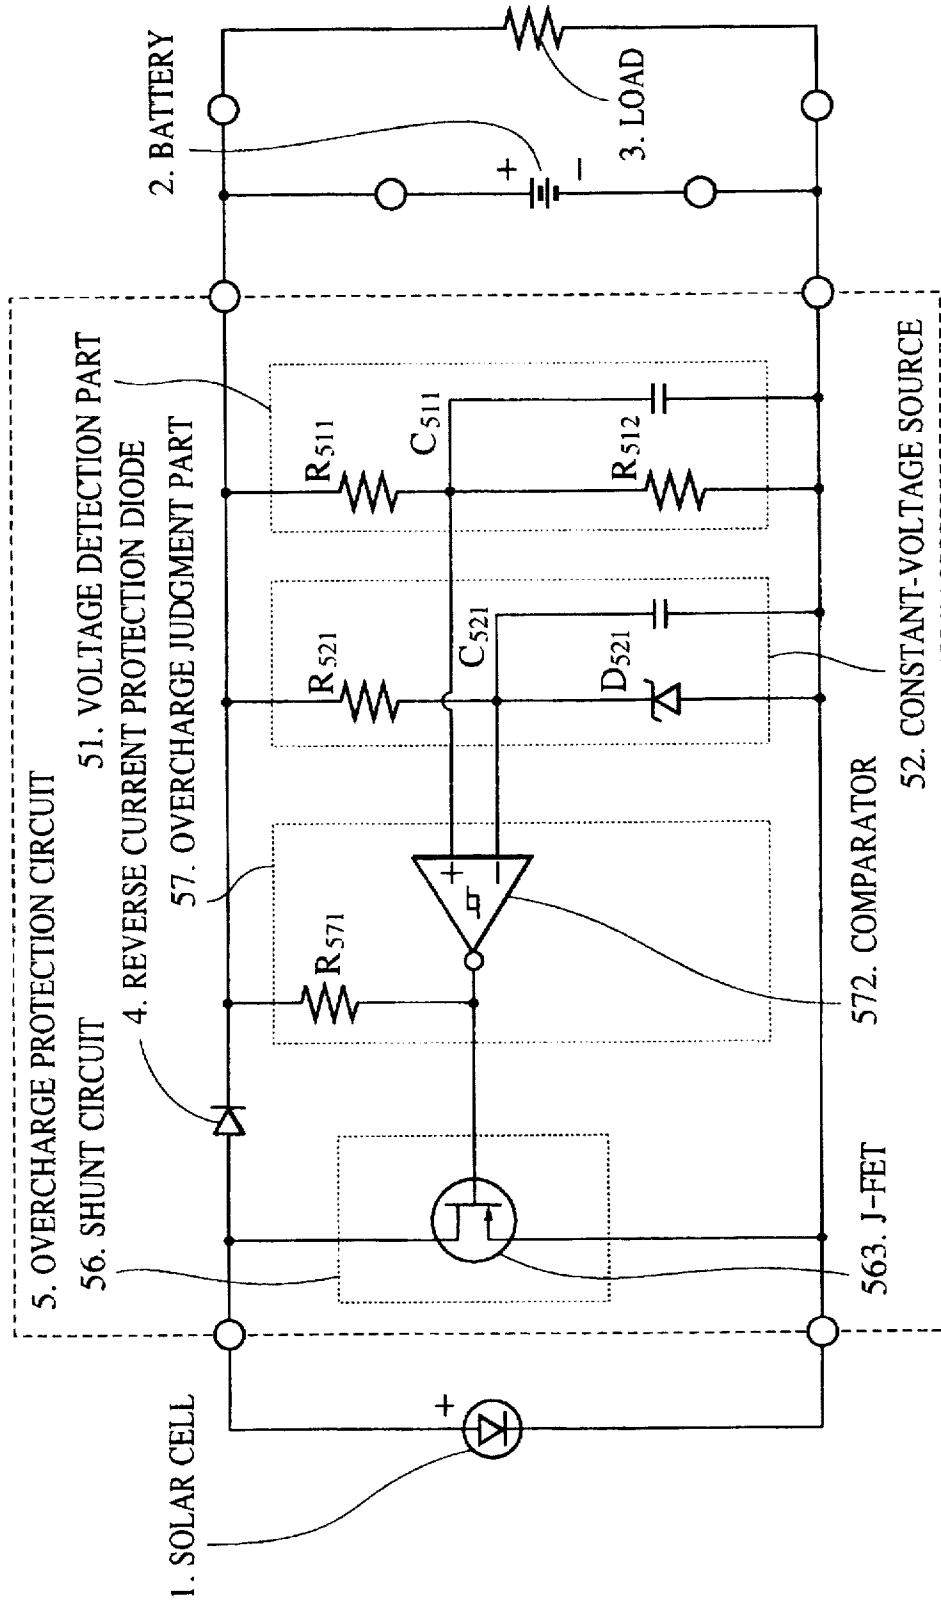 5. OVERCHARGE PROTECTION CIRCUIT
56. SHUNT CIRCUIT
51. VOLTAGE DETECTION PART
4. REVERSE CURRENT PROTECTION DIODE
57. OVERCHARGE JUDGMENT PART
1. SOLAR CELL
2. BATTERY
R571
R521
R511
C511
C521
D521
R512
+
+
−
+
−
3. LOAD
563. J-FET
572. COMPARATOR
52. CONSTANT-VOLTAGE SOURCE